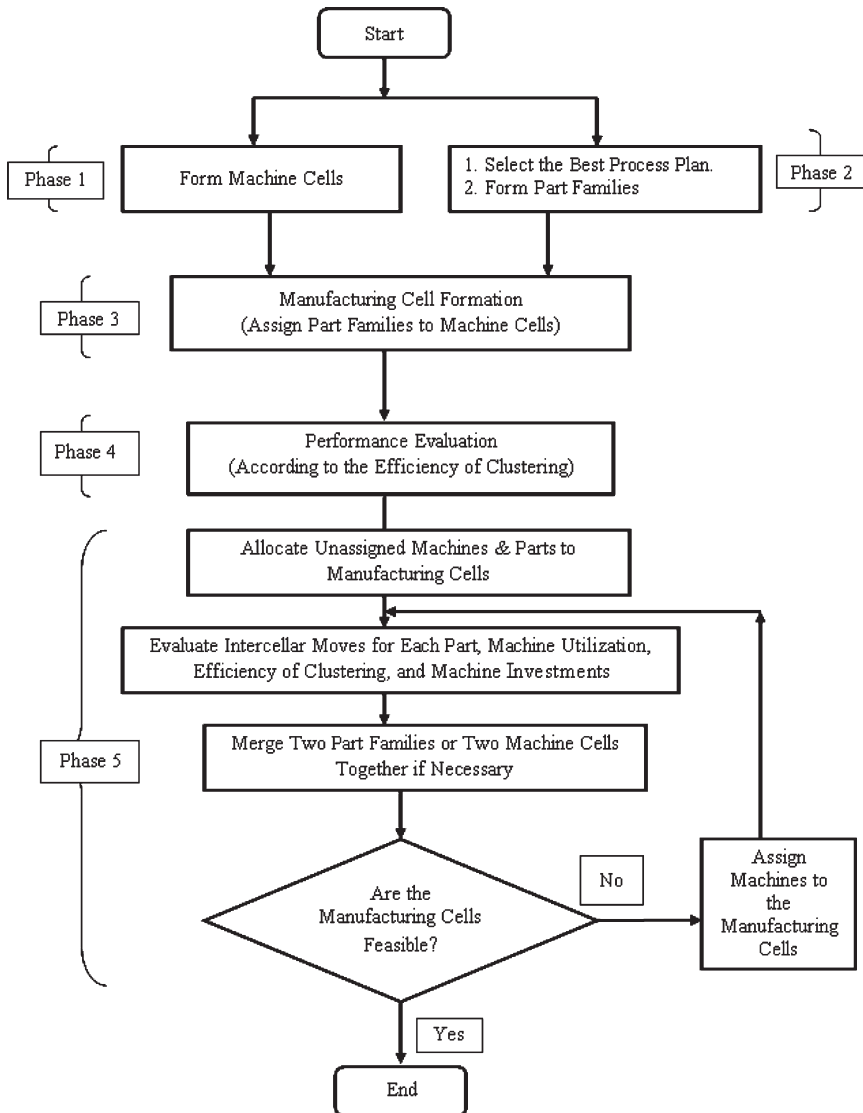 Start
Phase 1
Form Machine Cells
1. Select the Best Process Plan.
2. Form Part Families
Phase 2
Phase 3
Manufacturing Cell Formation
(Assign Part Families to Machine Cells)
Phase 4
Performance Evaluation
(According to the Efficiency of Clustering)
Allocate Unassigned Machines & Parts to
Manufacturing Cells
Evaluate Intercellar Moves for Each Part, Machine Utilization,
Efficiency of Clustering, and Machine Investments
Phase 5
Merge Two Part Families or Two Machine Cells
Together if Necessary
Are the
Manufacturing Cells
Feasible?
No
Assign
Machines to
the
Manufacturing
Cells
Yes
End